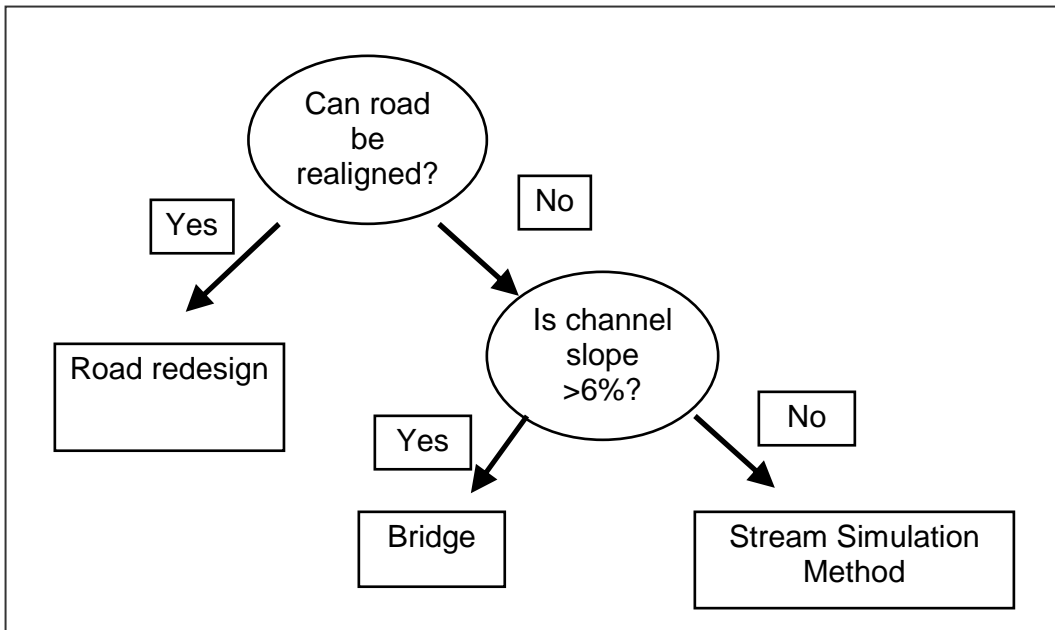 Can road
be
realigned?
Yes
No
Road redesign
Is channel
slope
>6%?
Yes
No
Bridge
Stream Simulation
Method